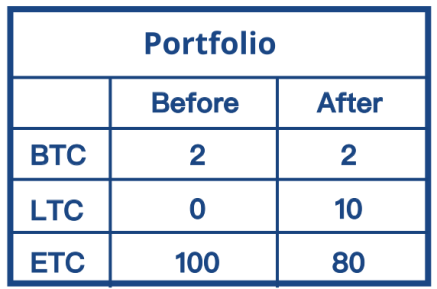 Portfolio
Before After
BTC 2 2
LTC 0 10
ETC 100 80